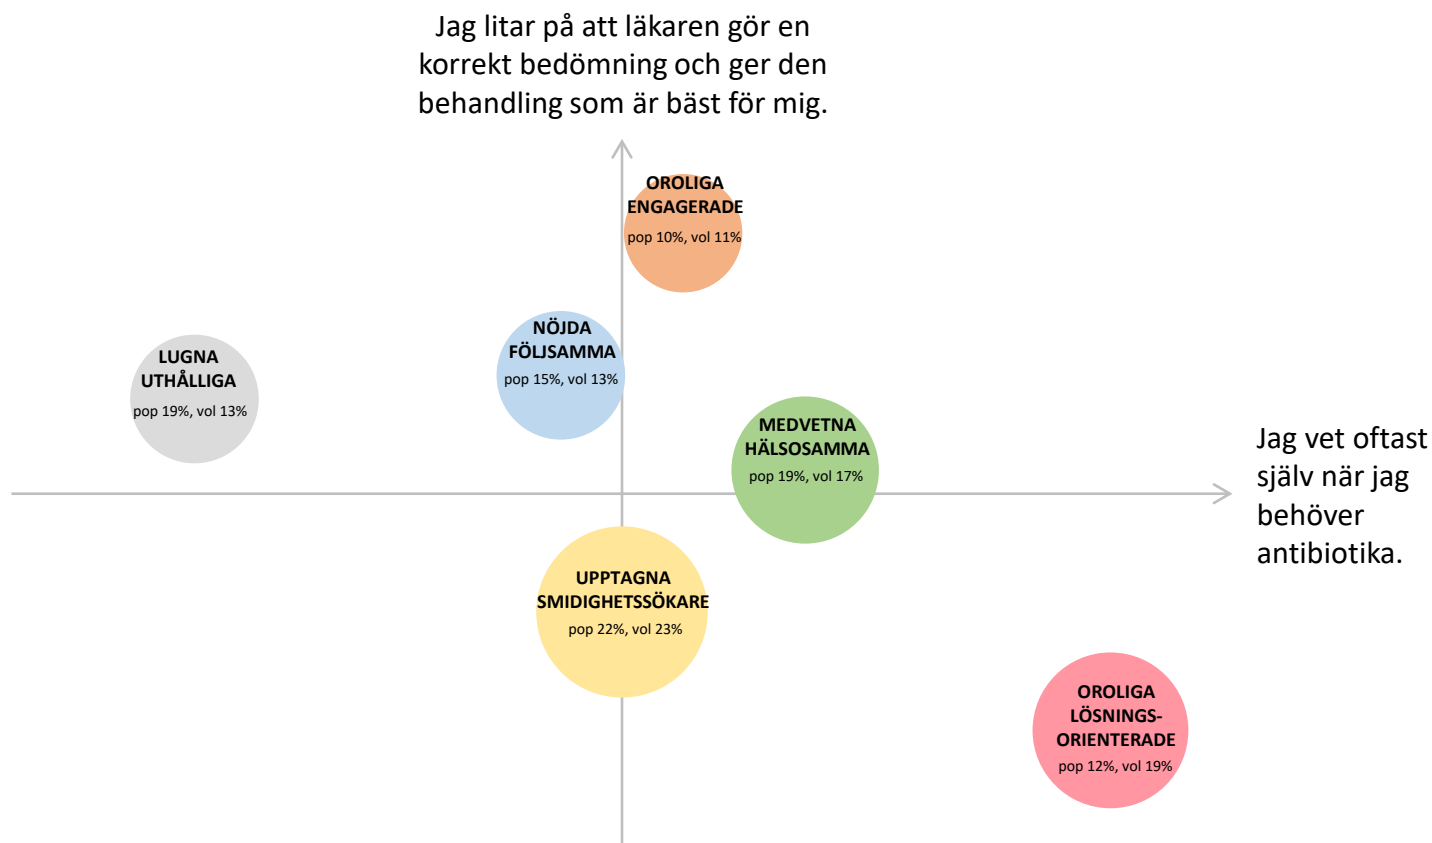 Jag litar på att läkaren gör en
korrekt bedömning och ger den
behandling som är bäst för mig.
OROLIGA
ENGAGERADE
pop 10%, vol 11%
NÖJDA
FÖLJSAMMA
pop 15%, vol 13%
LUGNA
UTHÅLLIGA
pop 19%, vol 13%
MEDVETNA
HÄLSOSAMMA
pop 19%, vol 17%
Jag vet oftast
själv när jag
behöver
antibiotika.
UPPTAGNA
SMIDIGHETSSÖKARE
pop 22%, vol 23%
OROLIGA
LÖSNINGS-
ORIENTERADE
pop 12%, vol 19%